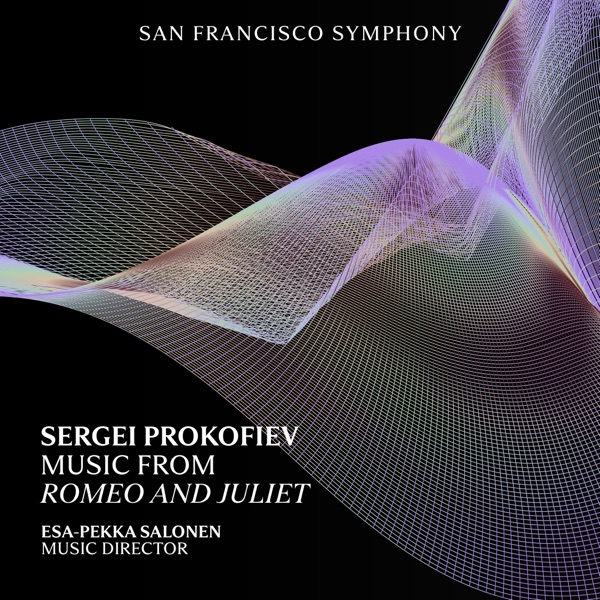 SAN FRANCISCO SYMPHONY
SERGEI PROKOFIEV
MUSIC FROM
ROMEO AND JULIET
ESA-PEKKA SALONEN
MUSIC DIRECTOR